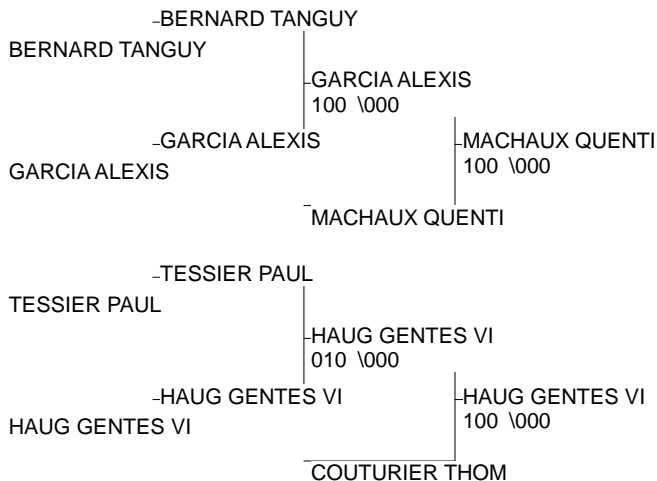 BERNARD TANGUY
BERNARD TANGUY
GARCIA ALEXIS
100 \000
GARCIA ALEXIS
GARCIA ALEXIS
MACHAUX QUENTI
100 \000
MACHAUX QUENTI
TESSIER PAUL
TESSIER PAUL
HAUG GENTES VI
010 \000
HAUG GENTES VI
HAUG GENTES VI
HAUG GENTES VI
100 \000
COUTURIER THOM